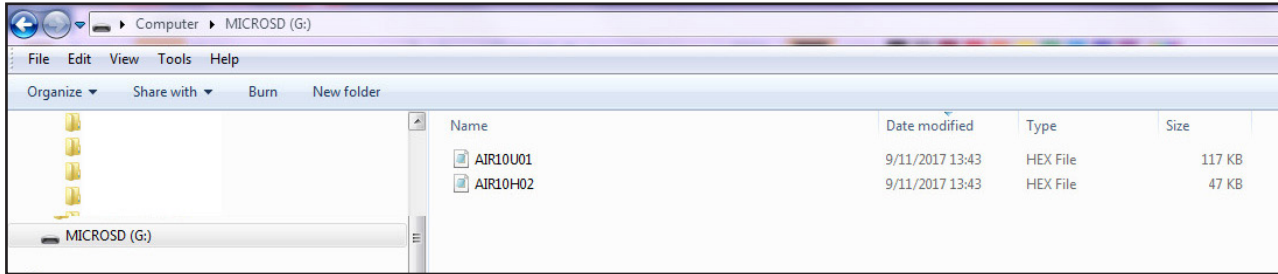 Computer ▸ MICROSD (G:)
File Edit View Tools Help
Organize ▾ Share with ▾ Burn New folder
Name Date modified Type Size
AIR10U01 9/11/2017 13:43 HEX File 117 KB
AIR10H02 9/11/2017 13:43 HEX File 47 KB
MICROSD (G:)